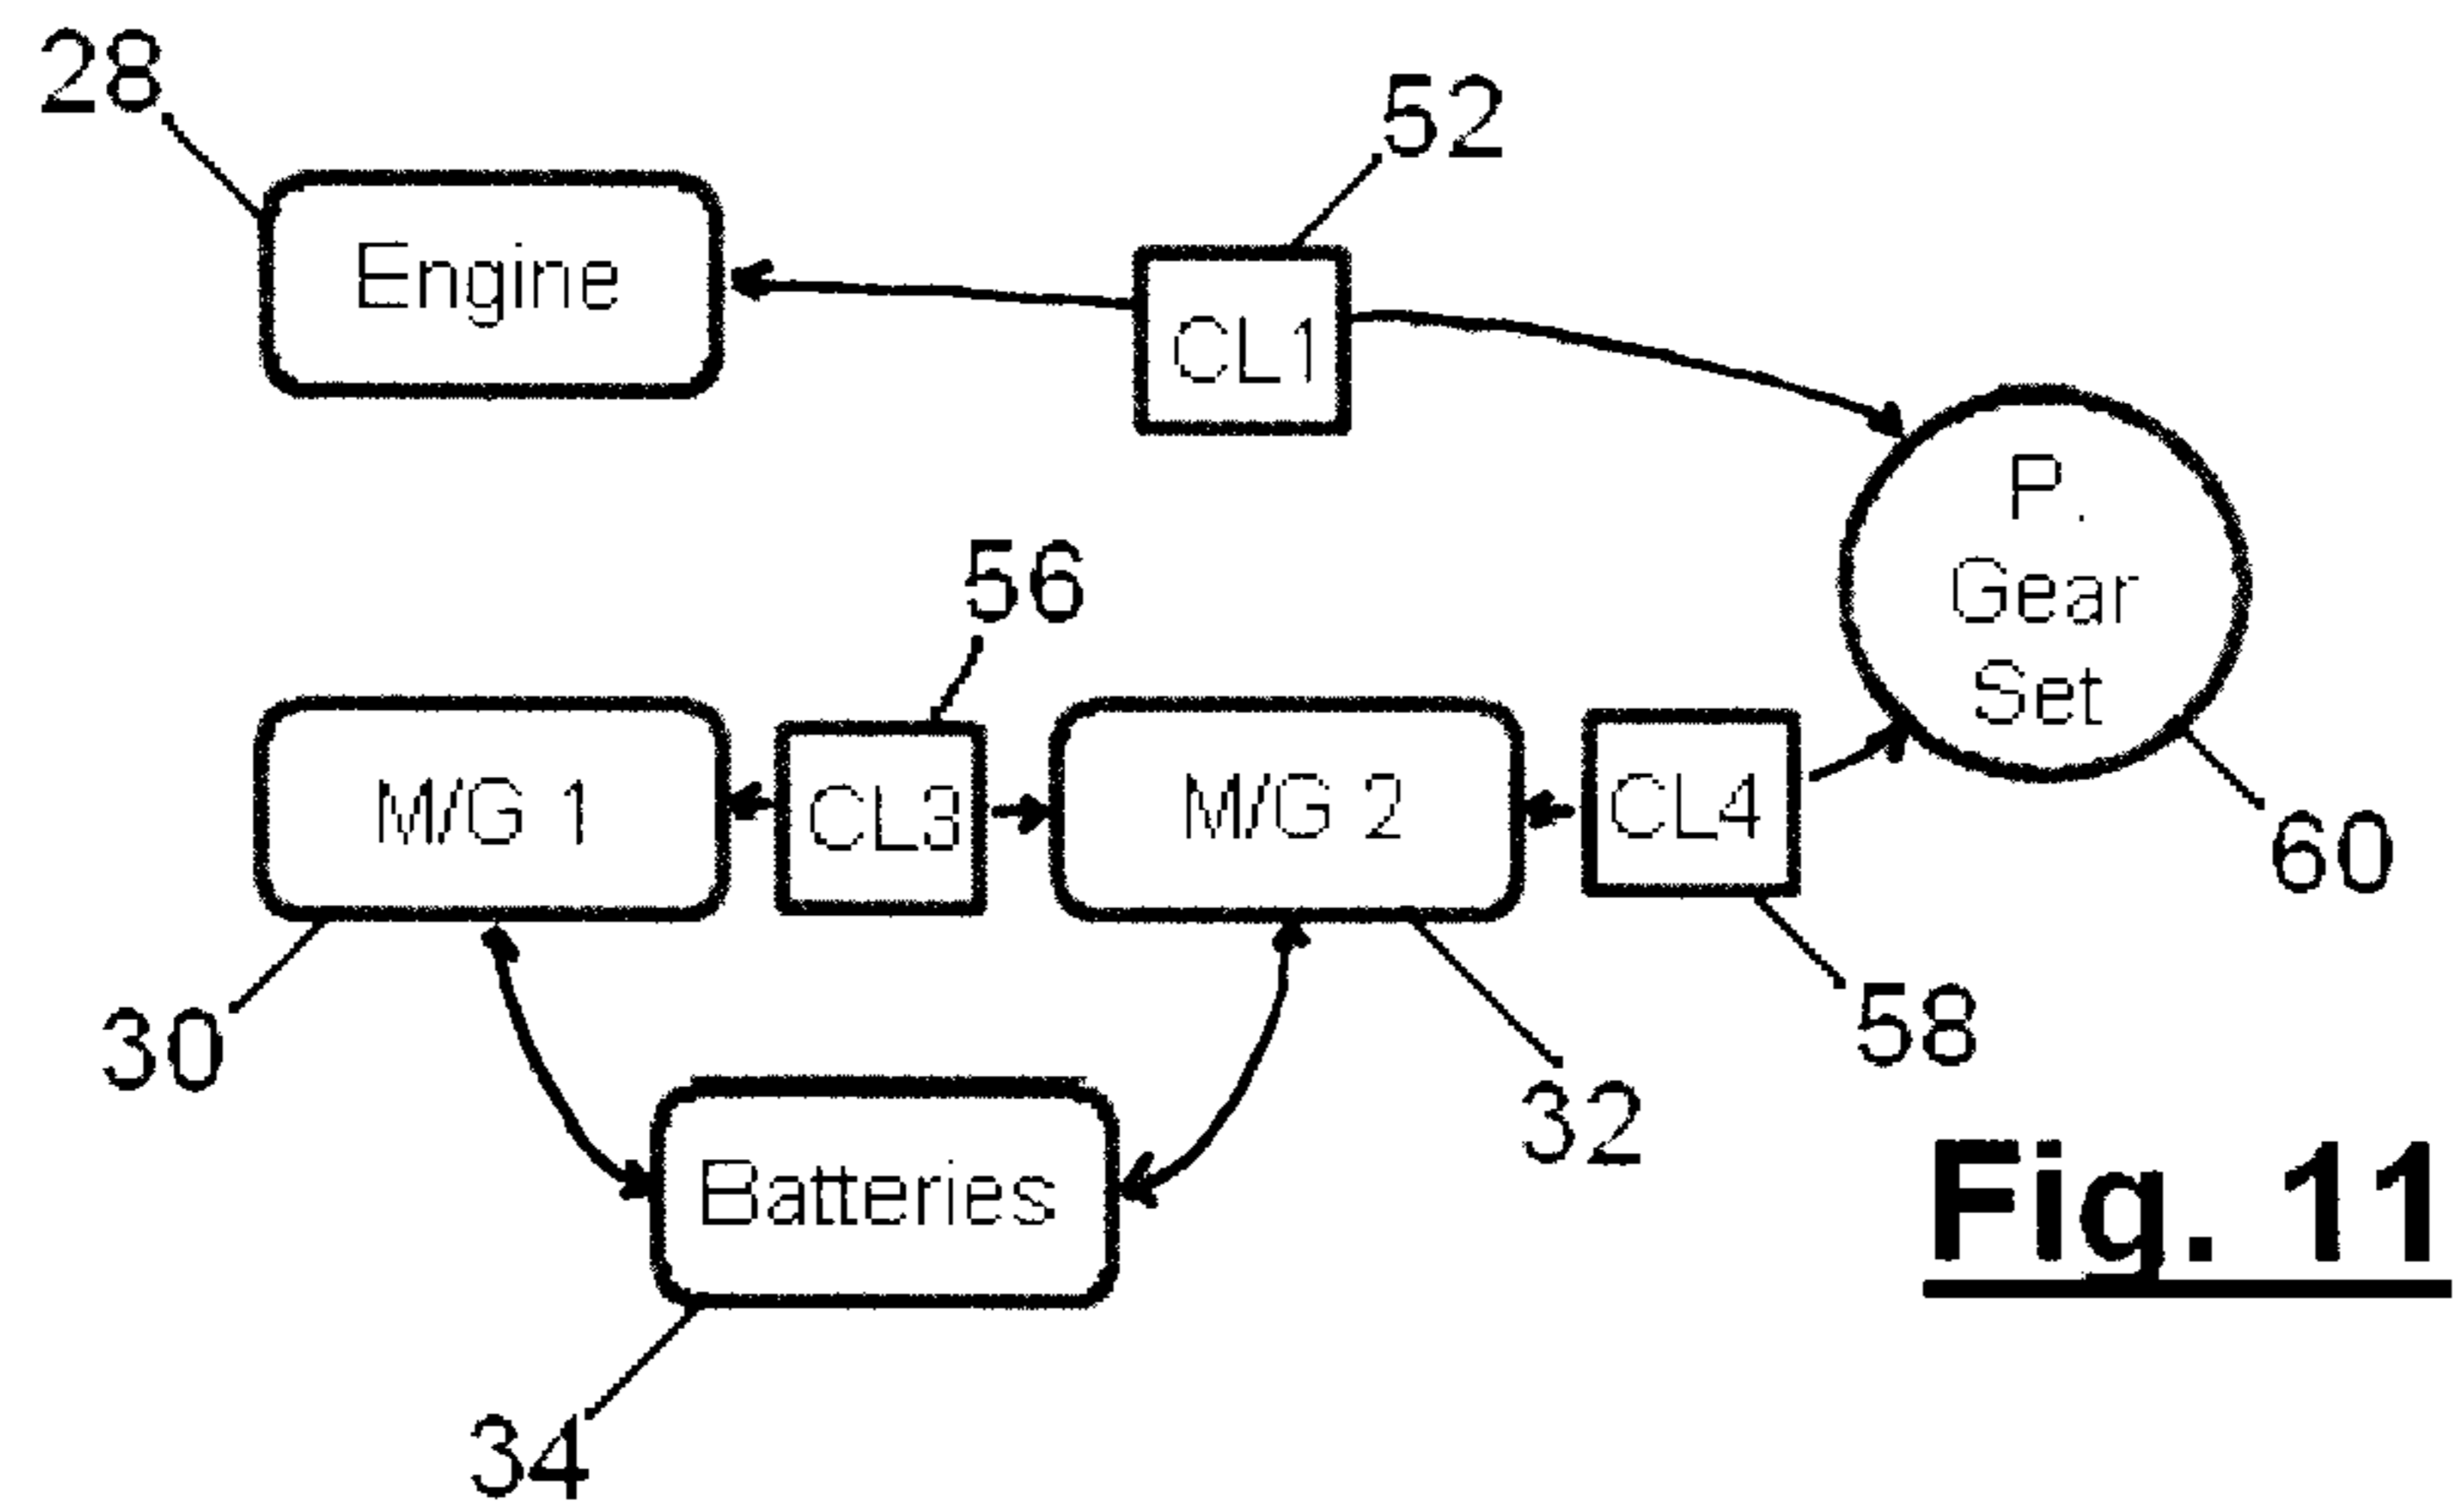 28
52
Engine
CL1
P.
Gear
Set
56
M/G 1
CL3
M/G 2
CL4
60
30
58
32
Batteries
Fig. 11
34